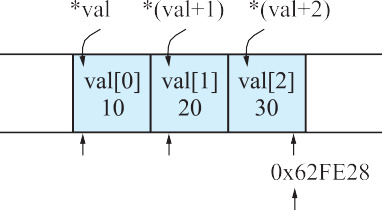 *val *(val+1) *(val+2)
val[0] val[1] val[2]
10 20 30
0x62FE28